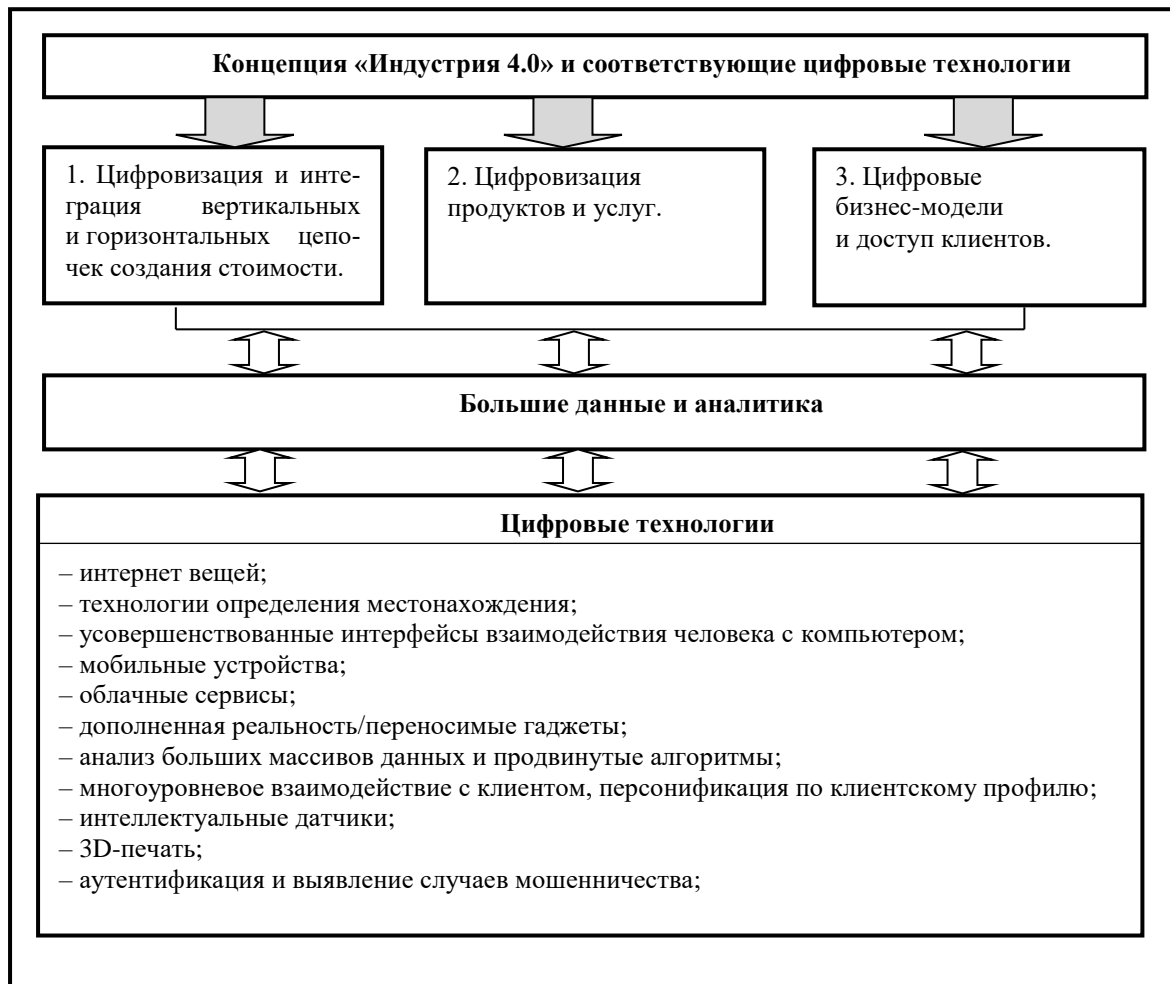 Концепция «Индустрия 4.0» и соответствующие цифровые технологии
1. Цифровизация и инте-
грация вертикальных
и горизонтальных цепо-
чек создания стоимости.
2. Цифровизация
продуктов и услуг.
3. Цифровые
бизнес-модели
и доступ клиентов.
Большие данные и аналитика
Цифровые технологии
– интернет вещей;
– технологии определения местонахождения;
– усовершенствованные интерфейсы взаимодействия человека с компьютером;
– мобильные устройства;
– облачные сервисы;
– дополненная реальность/переносимые гаджеты;
– анализ больших массивов данных и продвинутые алгоритмы;
– многоуровневое взаимодействие с клиентом, персонификация по клиентскому профилю;
– интеллектуальные датчики;
– 3D-печать;
– аутентификация и выявление случаев мошенничества;